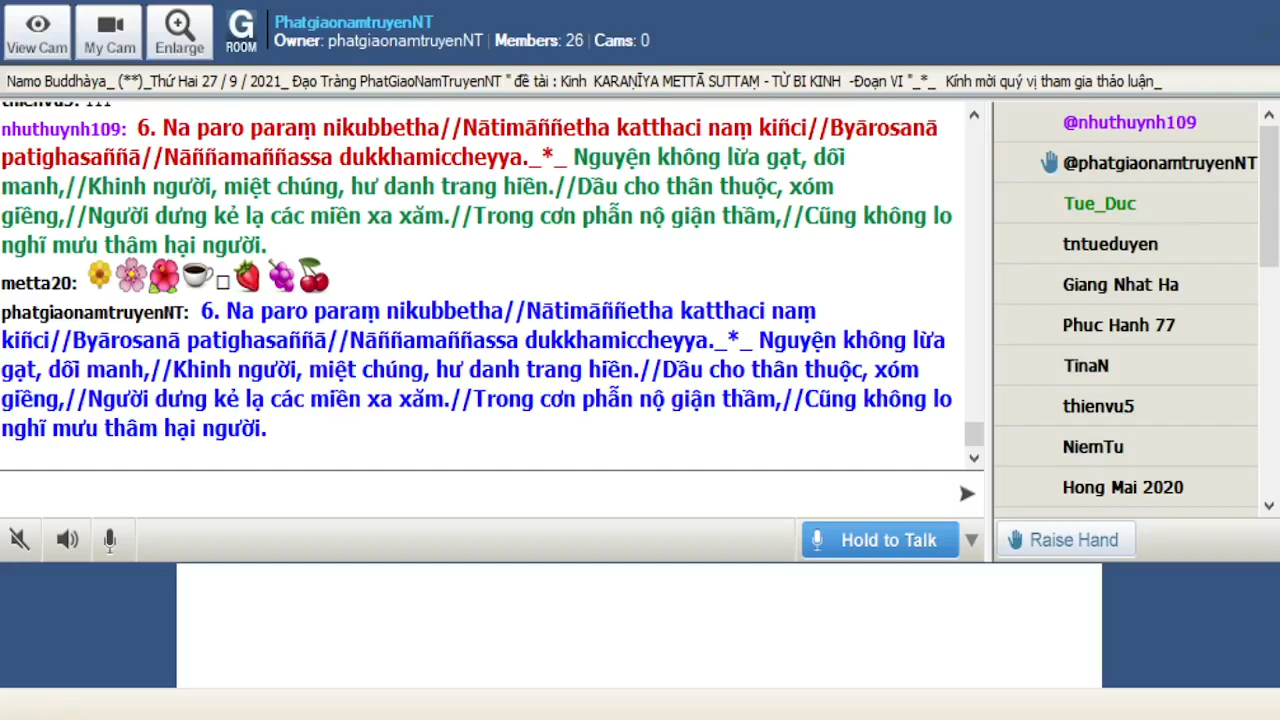 View Cam
My Cam
Enlarge
G
ROOM
PhatgiaonamtruyenNT
Owner: phatgiaonamtruyenNT | Members: 26 | Cams: 0
Namo Buddhàya_ (**)_Thứ Hai 27 / 9 / 2021_ Đạo Tràng PhatGiaoNamTruyenNT " đề tài : Kinh KARAṆĪYA METTĀ SUTTAṂ - TỪ BI KINH -Đoạn VI "_*_ Kính mời quý vị tham gia thảo luận_
thienvu5: 111
nhuthuynh109: 6. Na paro paraṃ nikubbetha//Nātimāññetha katthaci naṃ kiñci//Byārosanā
patighasaññā//Nāññamaññassa dukkhamiccheyya._*_ Nguyện không lừa gạt, dối
manh,//Khinh người, miệt chúng, hư danh trang hiền.//Dầu cho thân thuộc, xóm
giềng,//Người dưng kẻ lạ các miền xa xăm.//Trong cơn phẫn nộ giận thầm,//Cũng không lo
nghĩ mưu thâm hại người.
metta20:
phatgiaonamtruyenNT: 6. Na paro paraṃ nikubbetha//Nātimāññetha katthaci naṃ
kiñci//Byārosanā patighasaññā//Nāññamaññassa dukkhamiccheyya._*_ Nguyện không lừa
gạt, dối manh,//Khinh người, miệt chúng, hư danh trang hiền.//Dầu cho thân thuộc, xóm
giềng,//Người dưng kẻ lạ các miền xa xăm.//Trong cơn phẫn nộ giận thầm,//Cũng không lo
nghĩ mưu thâm hại người.
@nhuthuynh109
@phatgiaonamtruyenNT
Tue_Duc
tntueduyen
Giang Nhat Ha
Phuc Hanh 77
TinaN
thienvu5
NiemTu
Hong Mai 2020
Hold to Talk
Raise Hand